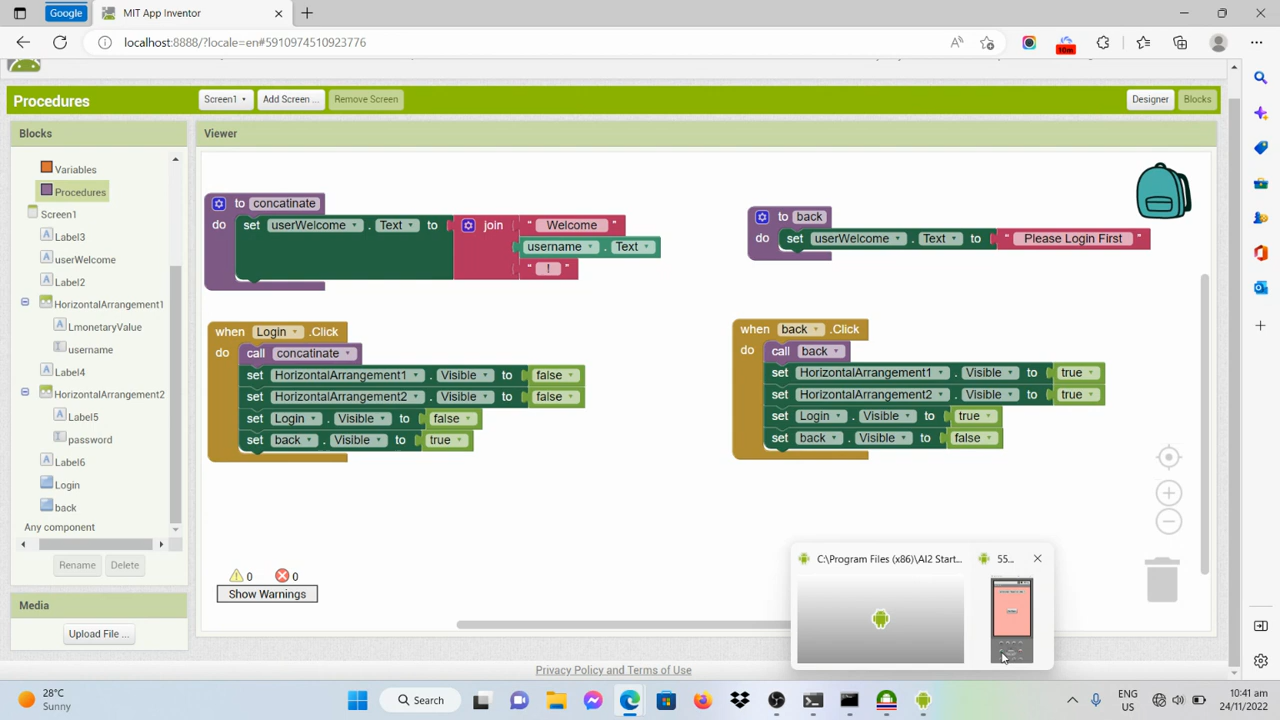 Google
MIT App Inventor
localhost:8888/?locale=en#5910974510923776
10m
Procedures
Screen1
Add Screen ...
Remove Screen
Designer
Blocks
Blocks
Viewer
Variables
Procedures
Screen1
Label3
userWelcome
Label2
HorizontalArrangement1
LmonetaryValue
username
Label4
HorizontalArrangement2
Label5
password
Label6
Login
back
Any component
Rename
Delete
Media
Upload File ...
to concatinate
do set userWelcome . Text to join " Welcome "
username . Text
" ! "
when Login .Click
do call concatinate
set HorizontalArrangement1 . Visible to false
set HorizontalArrangement2 . Visible to false
set Login . Visible to false
set back . Visible to true
to back
do set userWelcome . Text to " Please Login First "
when back .Click
do call back
set HorizontalArrangement1 . Visible to true
set HorizontalArrangement2 . Visible to true
set Login . Visible to true
set back . Visible to false
0 0
Show Warnings
C:\Program Files (x86)\AI2 Start...
55...
Privacy Policy and Terms of Use
28°C
Sunny
Search
ENG
US
10:41 am
24/11/2022